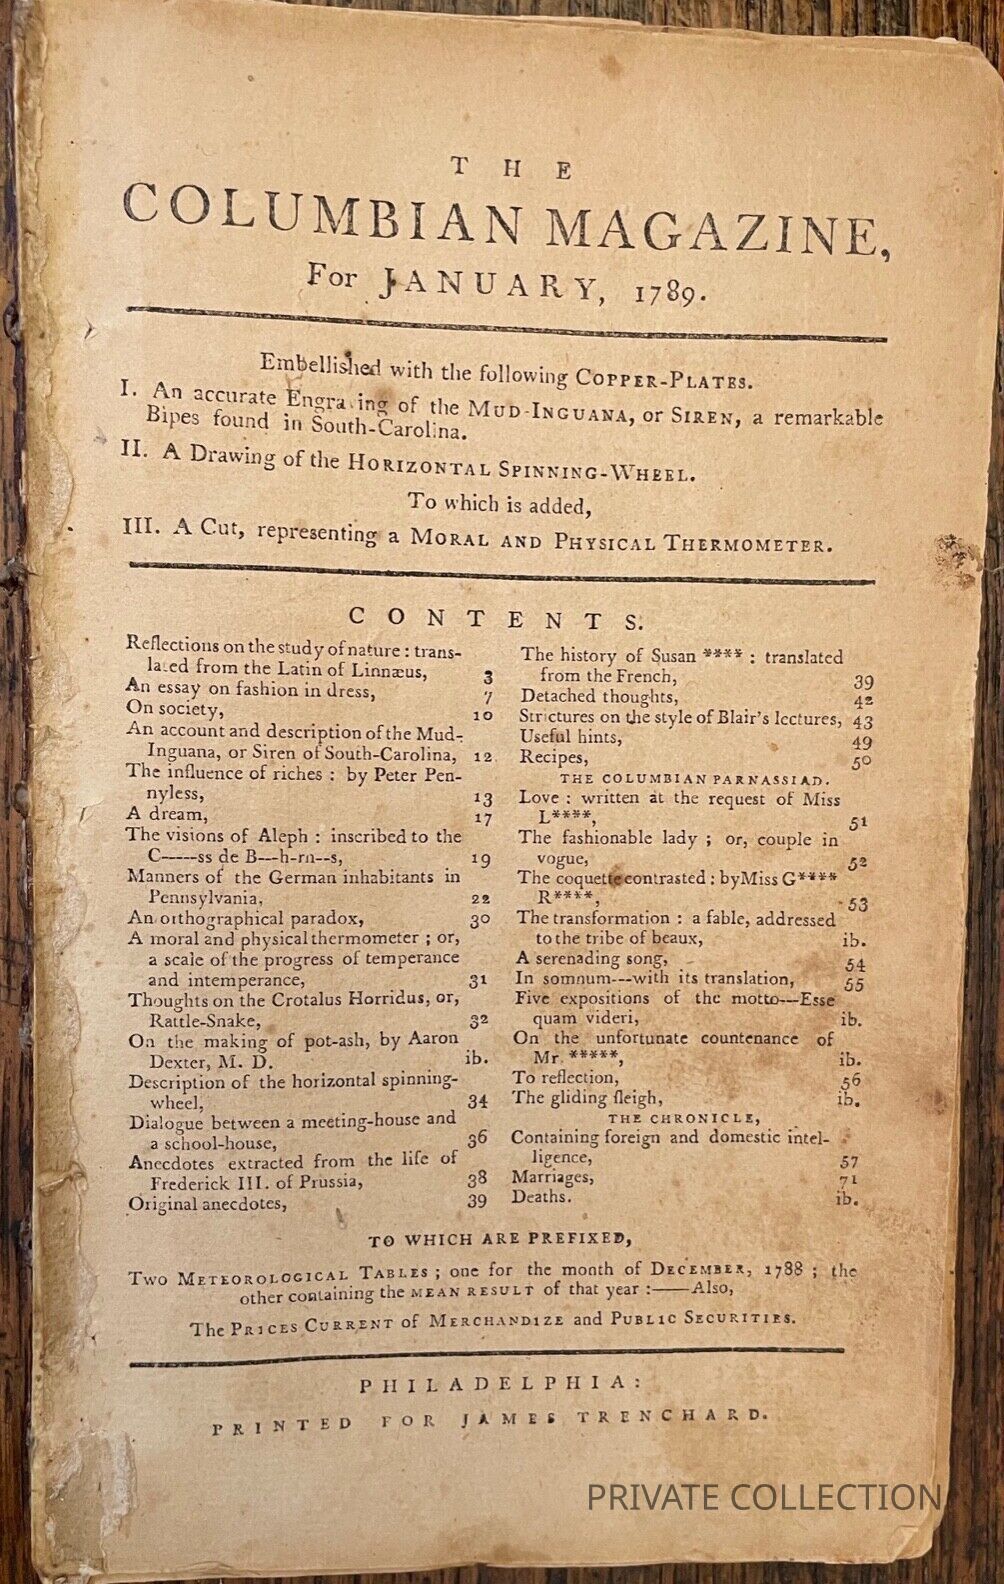 THE
COLUMBIAN MAGAZINE,
For JANUARY, 1789.
Embellished with the following COPPER-PLATES.
I. An accurate Engra ing of the MUD-INGUANA, or SIREN, a remarkable
Bipes found in South-Carolina.
II. A Drawing of the HORIZONTAL SPINNING-WHEEL.
To which is added,
III. A Cut, representing a MORAL AND PHYSICAL THERMOMETER.
CONTENTS.
Reflections on the study of nature : trans-
lated from the Latin of Linnæus, 3
An essay on fashion in dress, 7
On society, 10
An account and description of the Mud-
Inguana, or Siren of South-Carolina, 12
The influence of riches : by Peter Pen-
nyless, 13
A dream, 17
The visions of Aleph : inscribed to the
C-----ss de B---h-rn--s, 19
Manners of the German inhabitants in
Pennsylvania, 22
An orthographical paradox, 30
A moral and physical thermometer ; or,
a scale of the progress of temperance
and intemperance, 31
Thoughts on the Crotalus Horridus, or,
Rattle-Snake, 32
On the making of pot-ash, by Aaron
Dexter, M. D. ib.
Description of the horizontal spinning-
wheel, 34
Dialogue between a meeting-house and
a school-house, 36
Anecdotes extracted from the life of
Frederick III. of Prussia, 38
Original anecdotes, 39
The history of Susan **** : translated
from the French, 39
Detached thoughts, 42
Strictures on the style of Blair's lectures, 43
Useful hints, 49
Recipes, 50
THE COLUMBIAN PARNASSIAD.
Love : written at the request of Miss
L****, 51
The fashionable lady ; or, couple in
vogue, 52
The coquette contrasted : by Miss G****
R****, 53
The transformation : a fable, addressed
to the tribe of beaux, ib.
A serenading song, 54
In somnum---with its translation, 55
Five expositions of the motto---Esse
quam videri, ib.
On the unfortunate countenance of
Mr. *****, ib.
To reflection, 56
The gliding sleigh, ib.
THE CHRONICLE,
Containing foreign and domestic intel-
ligence, 57
Marriages, 71
Deaths. ib.
TO WHICH ARE PREFIXED,
TWO METEOROLOGICAL TABLES ; one for the month of DECEMBER, 1788 ; the
other containing the MEAN RESULT of that year :——Also,
The PRICES CURRENT of MERCHANDIZE and PUBLIC SECURITIES.
PHILADELPHIA:
PRINTED FOR JAMES TRENCHARD.
PRIVATE COLLECTION